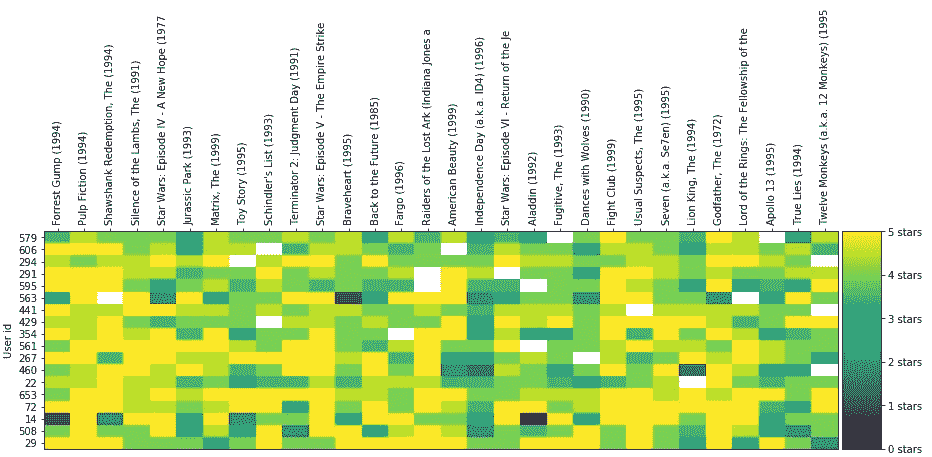 Forrest Gump (1994)
Pulp Fiction (1994)
Shawshank Redemption, The (1994)
Silence of the Lambs, The (1991)
Star Wars: Episode IV - A New Hope (1977
Jurassic Park (1993)
Matrix, The (1999)
Toy Story (1995)
Schindler's List (1993)
Terminator 2: Judgment Day (1991)
Star Wars: Episode V - The Empire Strike
Braveheart (1995)
Back to the Future (1985)
Fargo (1996)
Raiders of the Lost Ark (Indiana Jones a
American Beauty (1999)
Independence Day (a.k.a. ID4) (1996)
Star Wars: Episode VI - Return of the Je
Aladdin (1992)
Fugitive, The (1993)
Dances with Wolves (1990)
Fight Club (1999)
Usual Suspects, The (1995)
Seven (a.k.a. Se7en) (1995)
Lion King, The (1994)
Godfather, The (1972)
Lord of the Rings: The Fellowship of the
Apollo 13 (1995)
True Lies (1994)
Twelve Monkeys (a.k.a. 12 Monkeys) (1995
User id
579
606
294
291
595
563
441
429
354
561
267
460
22
653
72
14
508
29
5 stars
4 stars
3 stars
2 stars
1 stars
0 stars